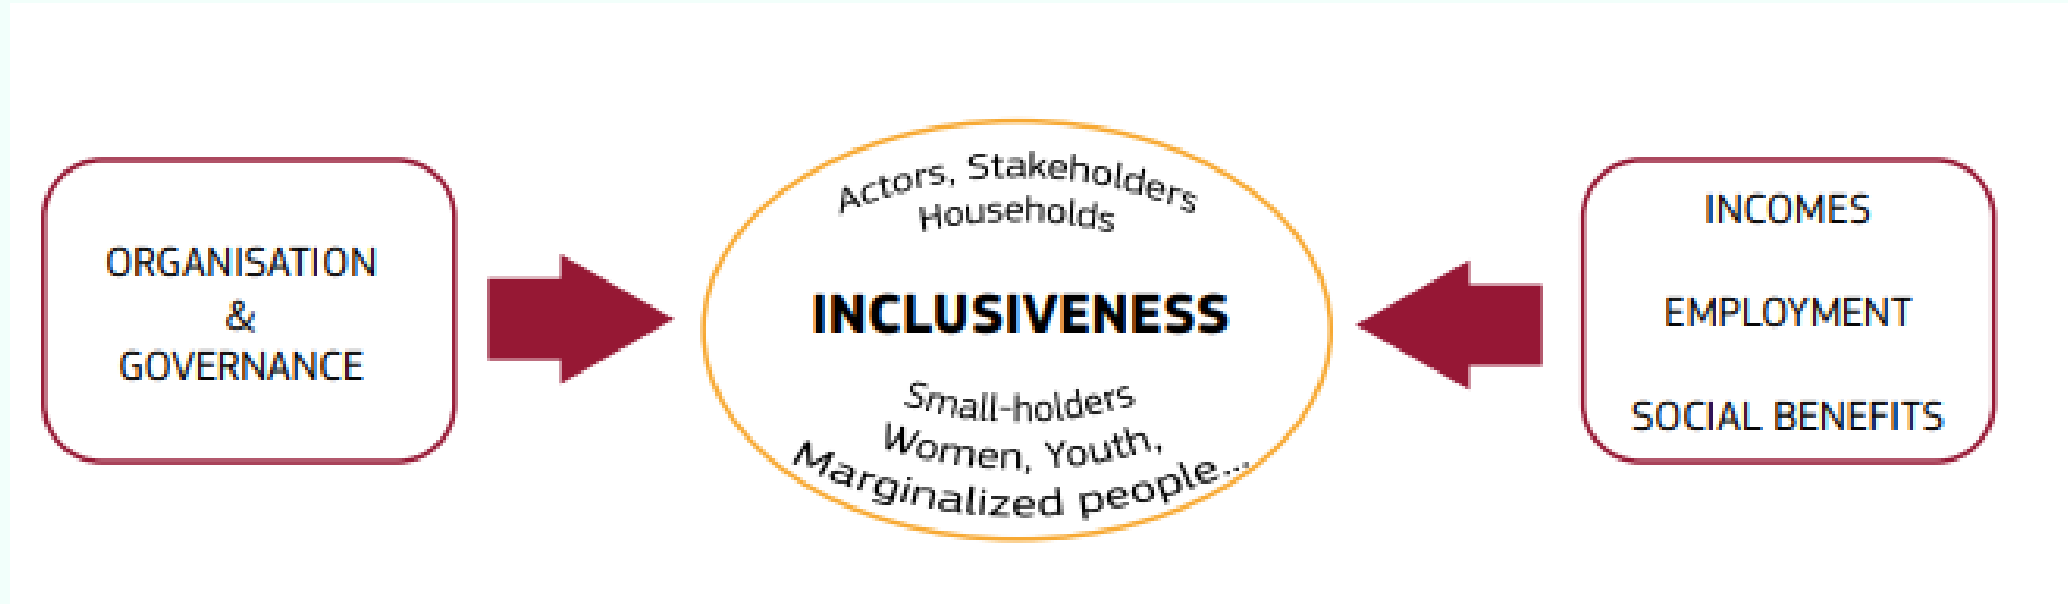 ORGANISATION
&
GOVERNANCE
Actors, Stakeholders
Households
INCLUSIVENESS
Small-holders
Women, Youth,
Marginalized people...
INCOMES
EMPLOYMENT
SOCIAL BENEFITS